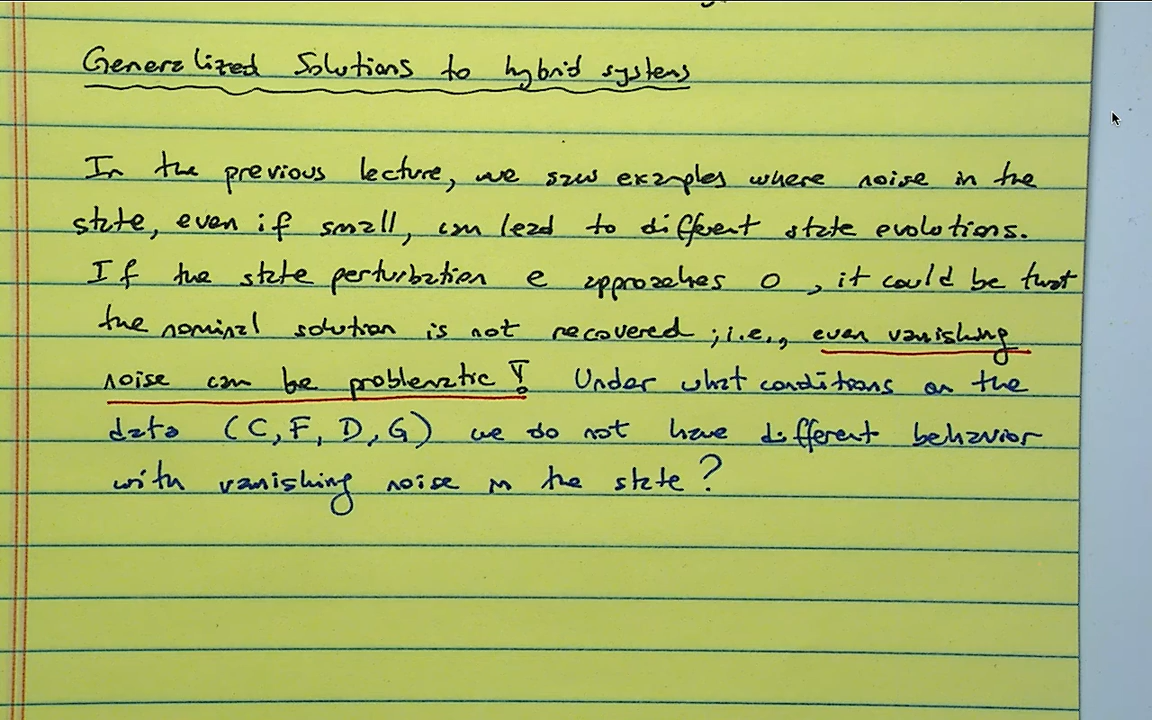 Generalized Solutions to hybrid systems
In the previous lecture, we saw examples where noise in the
state, even if small, can lead to different state evolutions.
If the state perturbation e approaches 0, it could be that
the nominal solution is not recovered; i.e., even vanishing
noise can be problematic! Under what conditions on the
data (C, F, D, G) we do not have different behavior
with vanishing noise in the state?